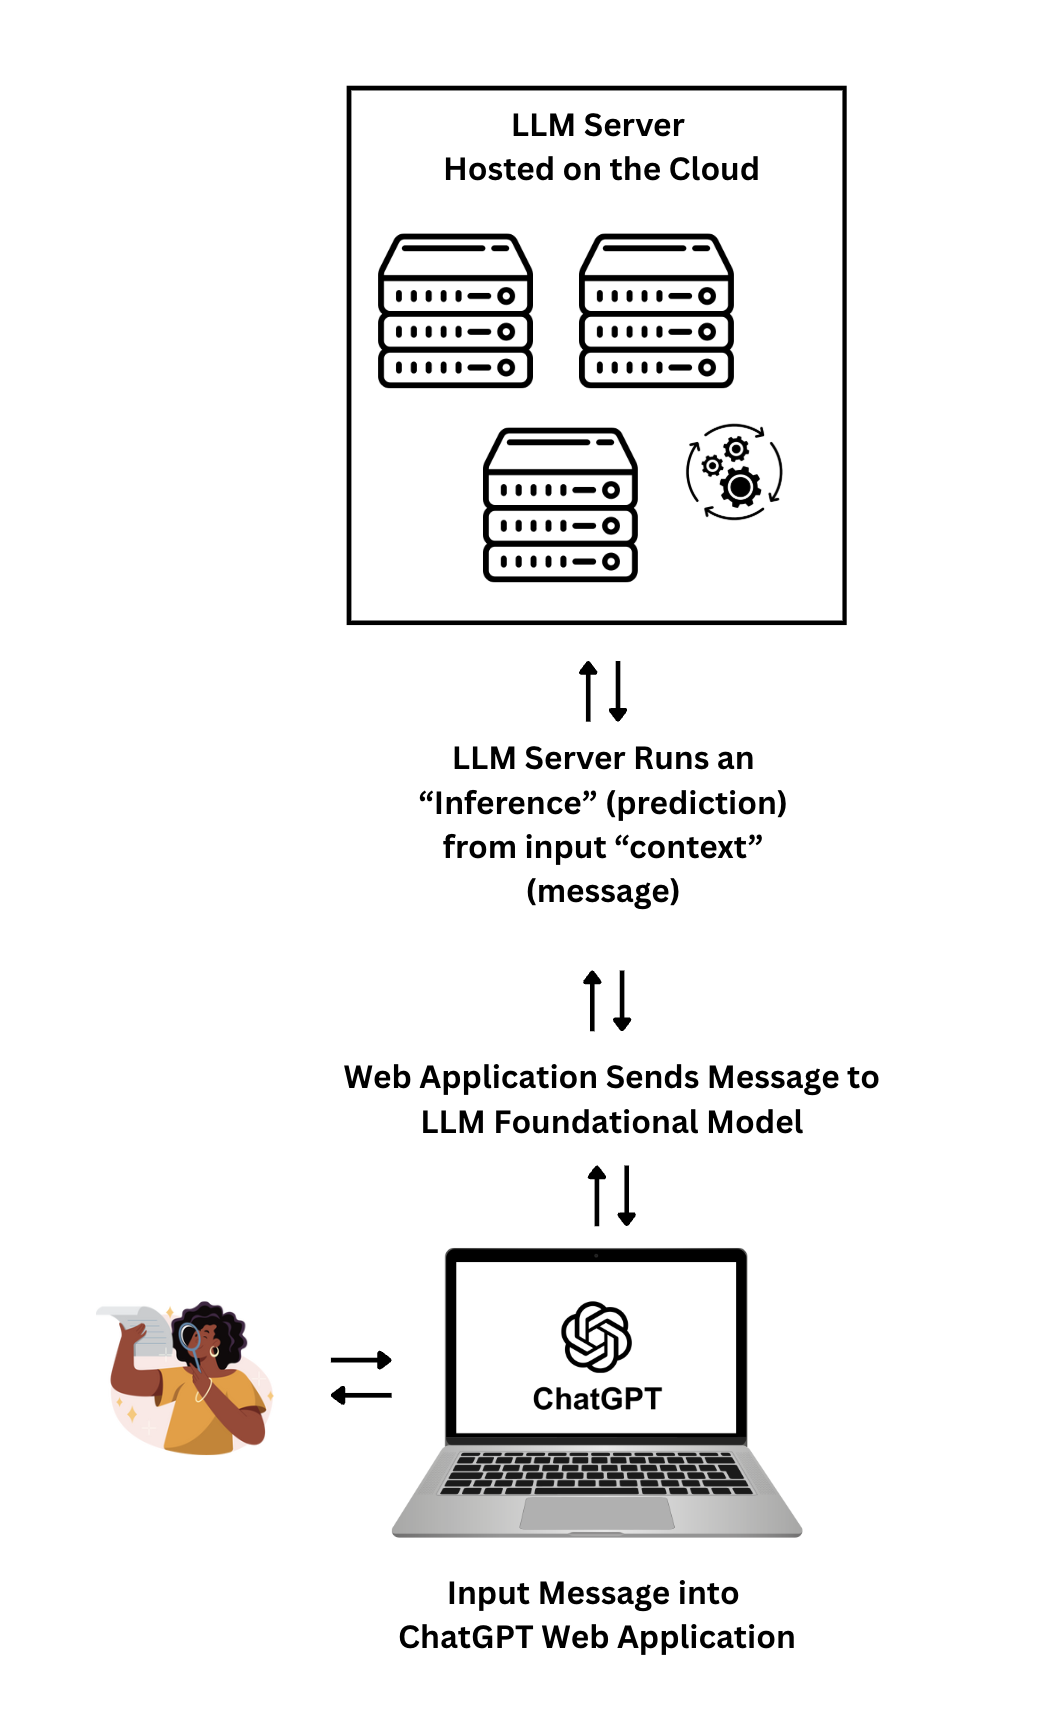 LLM Server
Hosted on the Cloud
LLM Server Runs an
“Inference” (prediction)
from input “context”
(message)
Web Application Sends Message to
LLM Foundational Model
ChatGPT
Input Message into
ChatGPT Web Application